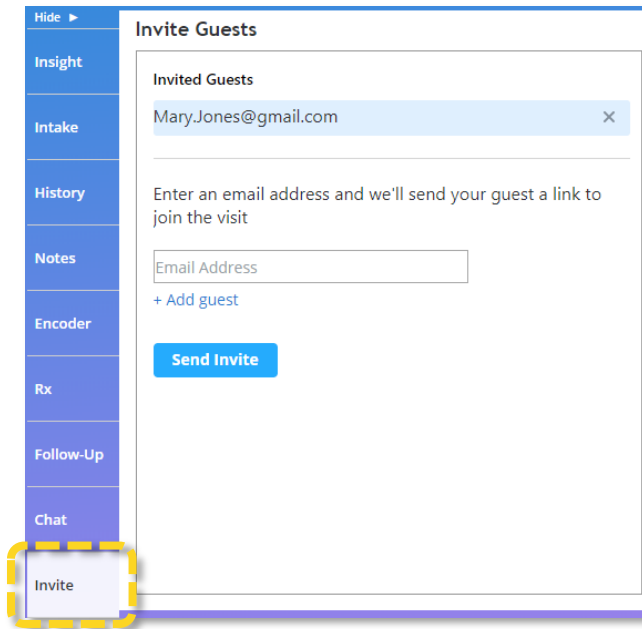 Hide ►
Insight
Intake
History
Notes
Encoder
Rx
Follow-Up
Chat
Invite
Invite Guests
Invited Guests
Mary.Jones@gmail.com ×
Enter an email address and we'll send your guest a link to
join the visit
Email Address
+ Add guest
Send Invite